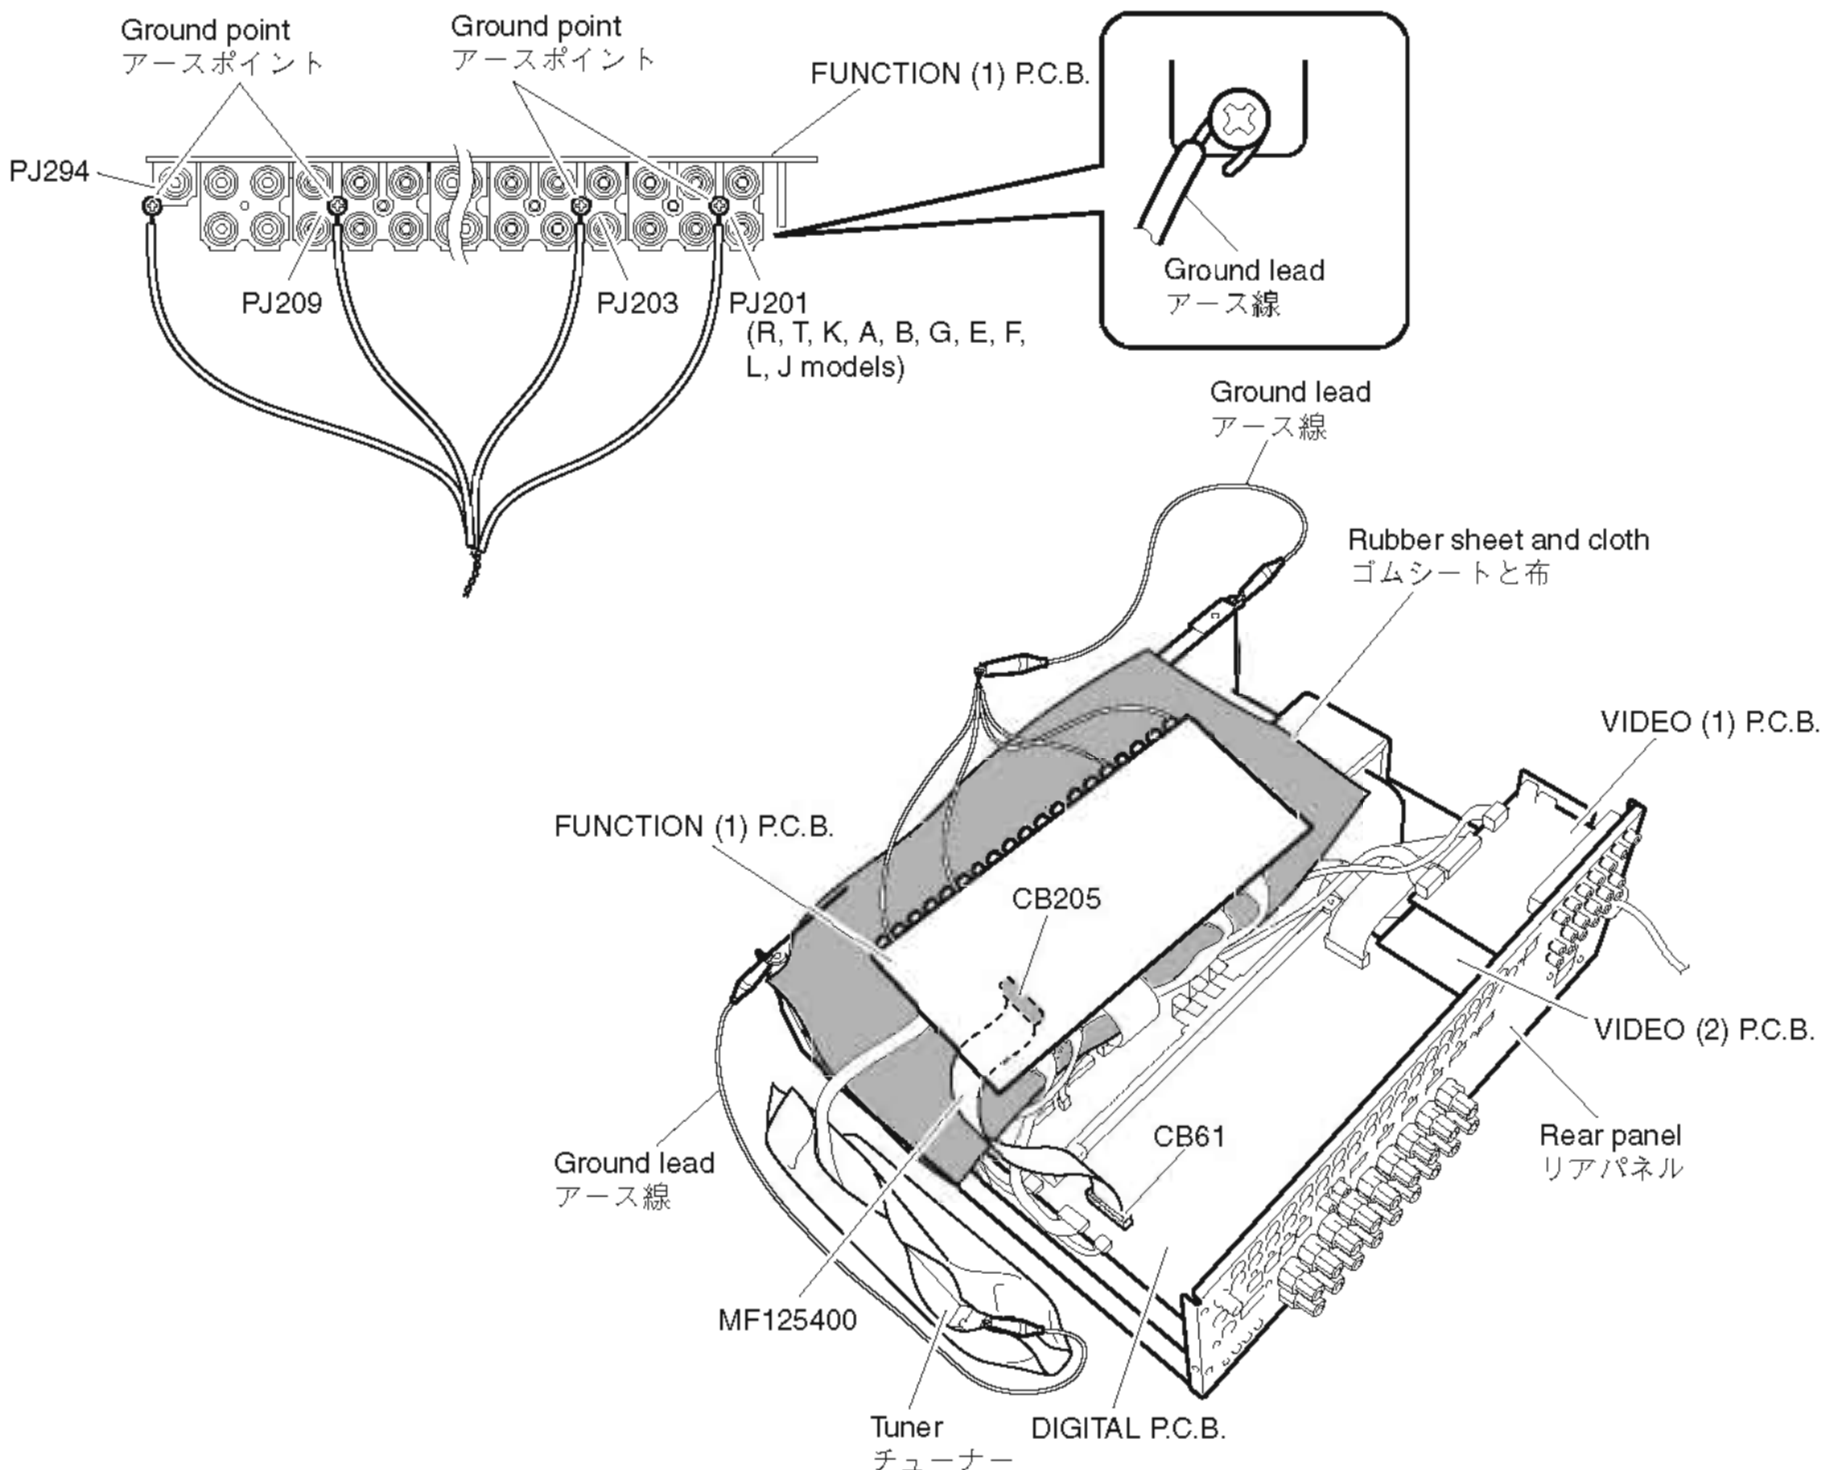 Ground point
アースポイント
Ground point
アースポイント
FUNCTION (1) P.C.B.
PJ294
PJ209
PJ203
PJ201
(R, T, K, A, B, G, E, F,
L, J models)
Ground lead
アース線
Ground lead
アース線
Rubber sheet and cloth
ゴムシートと布
VIDEO (1) P.C.B.
FUNCTION (1) P.C.B.
CB205
VIDEO (2) P.C.B.
CB61
Rear panel
リアパネル
Ground lead
アース線
MF125400
Tuner
チューナー
DIGITAL P.C.B.